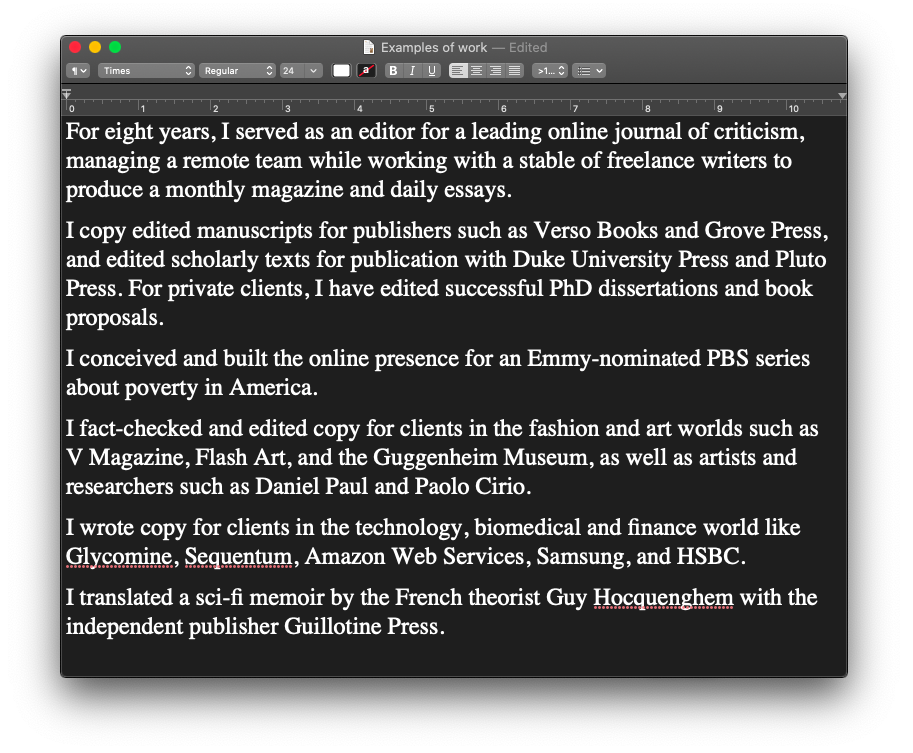 Examples of work — Edited
¶ Times Regular 24 a B I U >1...
0 1 2 3 4 5 6 7 8 9 10
For eight years, I served as an editor for a leading online journal of criticism,
managing a remote team while working with a stable of freelance writers to
produce a monthly magazine and daily essays.
I copy edited manuscripts for publishers such as Verso Books and Grove Press,
and edited scholarly texts for publication with Duke University Press and Pluto
Press. For private clients, I have edited successful PhD dissertations and book
proposals.
I conceived and built the online presence for an Emmy-nominated PBS series
about poverty in America.
I fact-checked and edited copy for clients in the fashion and art worlds such as
V Magazine, Flash Art, and the Guggenheim Museum, as well as artists and
researchers such as Daniel Paul and Paolo Cirio.
I wrote copy for clients in the technology, biomedical and finance world like
Glycomine, Sequentum, Amazon Web Services, Samsung, and HSBC.
I translated a sci-fi memoir by the French theorist Guy Hocquenghem with the
independent publisher Guillotine Press.